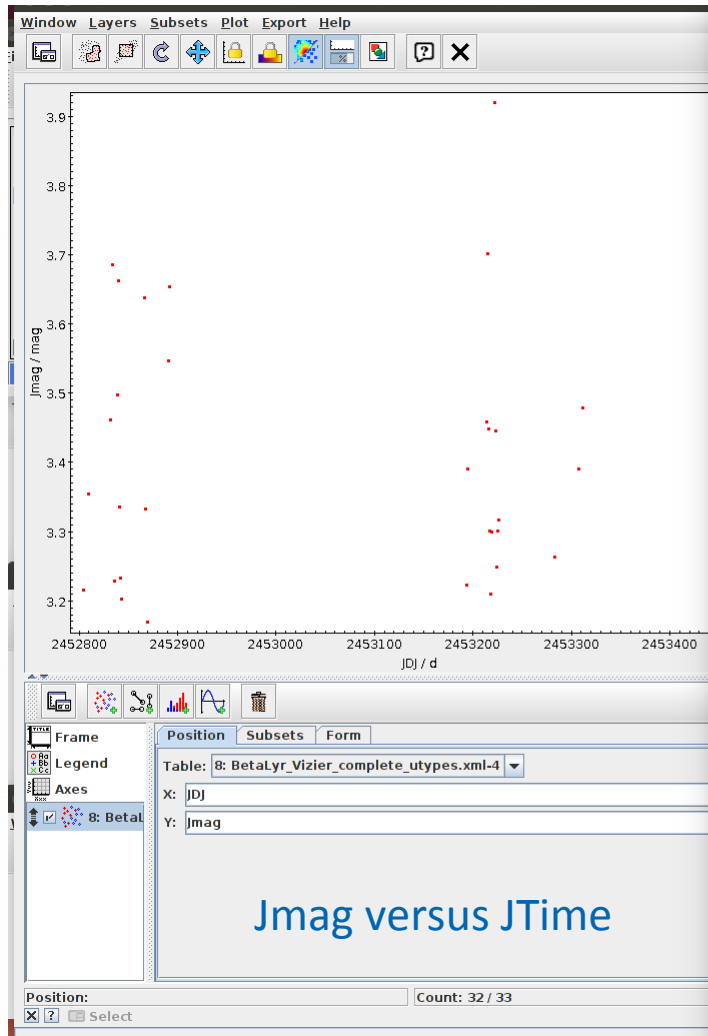 Window Layers Subsets Plot Export Help
3.9
3.8
3.7
3.6
3.5
3.4
3.3
3.2
Jmag / mag
2452800 2452900 2453000 2453100 2453200 2453300 2453400
JDJ / d
Frame
Legend
Axes
8: BetaL
Position Subsets Form
Table: 8: BetaLyr_Vizier_complete_utypes.xml-4
X: JDJ
Y: Jmag
Jmag versus JTime
Position:
Count: 32 / 33
Select